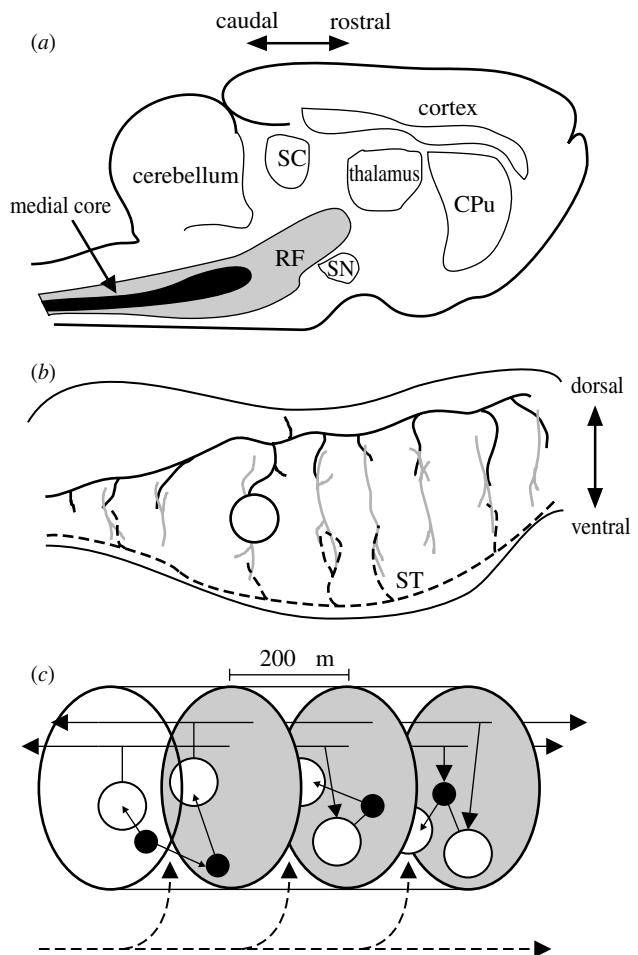 (a)
caudal rostral
cortex
SC
cerebellum
thalamus
medial core
CPu
RF
SN
(b)
dorsal
ventral
ST
(c)
200 m